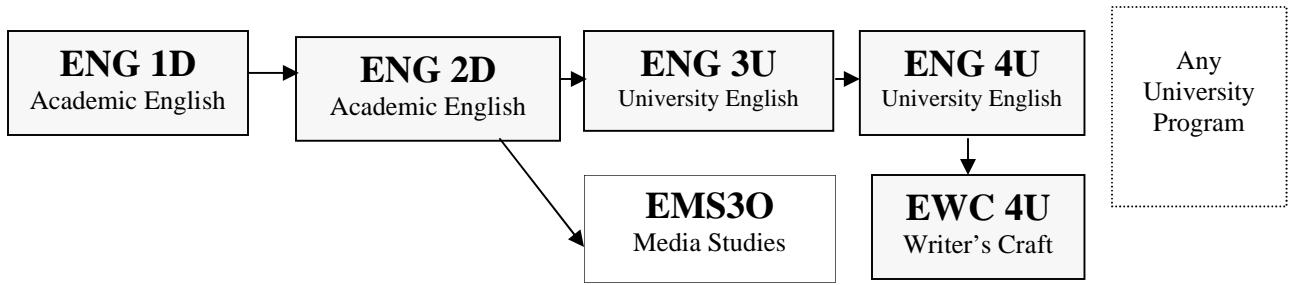 ENG 1D
Academic English
ENG 2D
Academic English
ENG 3U
University English
ENG 4U
University English
Any
University
Program
EMS3O
Media Studies
EWC 4U
Writer’s Craft